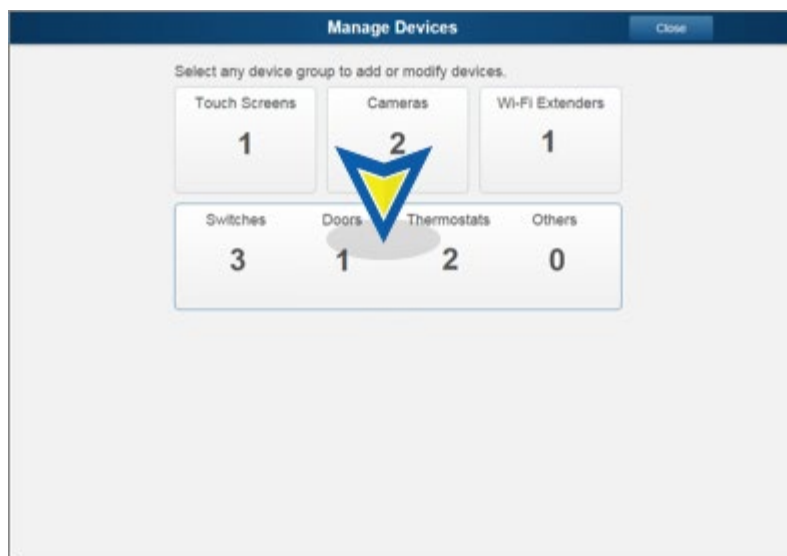 Manage Devices
Close
Select any device group to add or modify devices.
Touch Screens
1
Cameras
2
Wi-Fi Extenders
1
Switches
3
Doors
1
Thermostats
2
Others
0